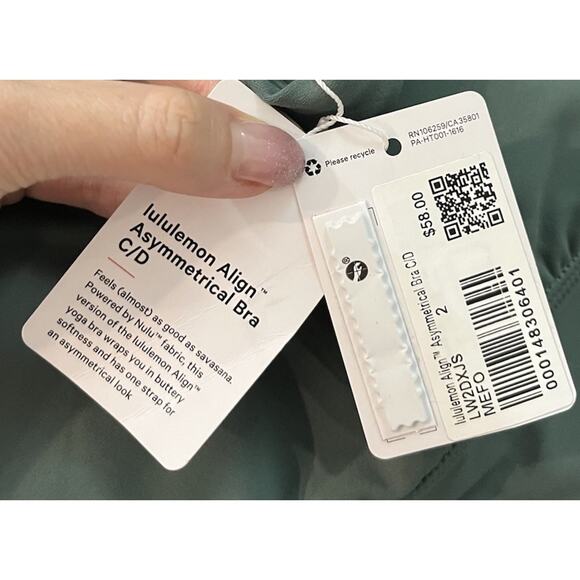 lululemon Align™
Asymmetrical Bra
C/D
Feels (almost) as good as savasana.
Powered by Nulu™ fabric, this
version of the lululemon Align™
yoga bra wraps you in buttery
softness and has one strap for
an asymmetrical look
Please recycle
RN106259/CA35801
PA-HT001-1616
$58.00
lululemon Align™ Asymmetrical Bra C/D
LW2DXJS 2
MEFO
000148306401